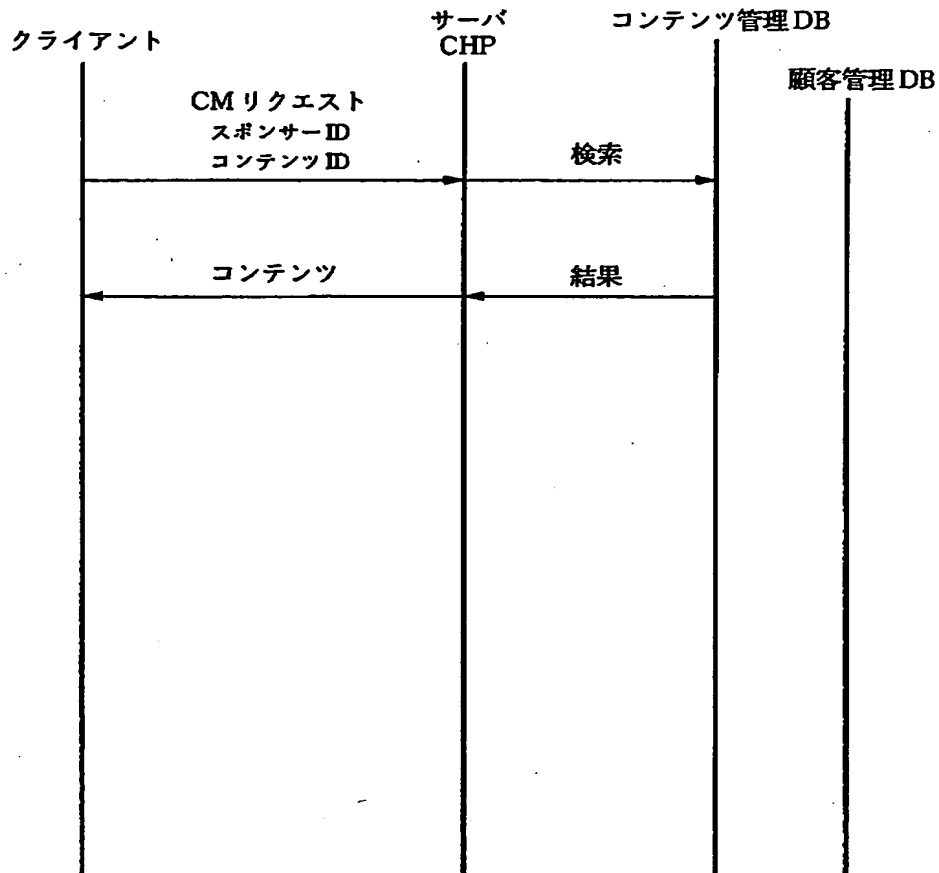 クライアント
サーバ
CHP
コンテンツ管理DB
顧客管理DB
CMリクエスト
スポンサーID
コンテンツID
検索
コンテンツ
結果